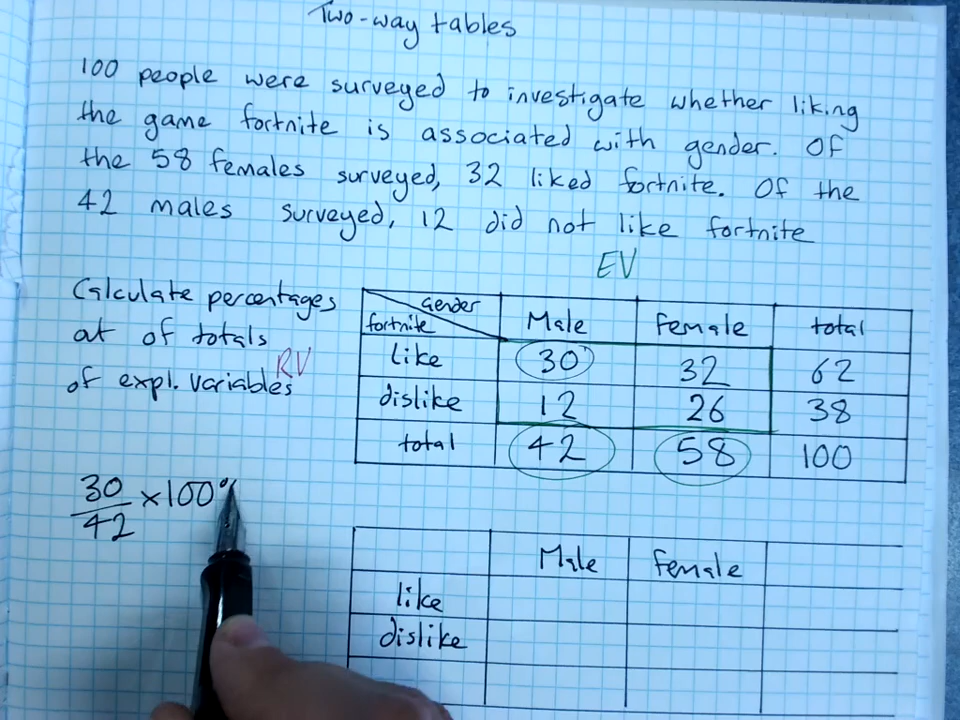 Two-way tables
100 people were surveyed to investigate whether liking
the game fortnite is associated with gender. Of
the 58 females surveyed, 32 liked fortnite. Of the
42 males surveyed, 12 did not like fortnite
EV
Calculate percentages
at of totals
RV
of expl. variables
gender
fortnite Male female total
like 30 32 62
dislike 12 26 38
total 42 58 100
30
42
×100%
Male female
like
dislike